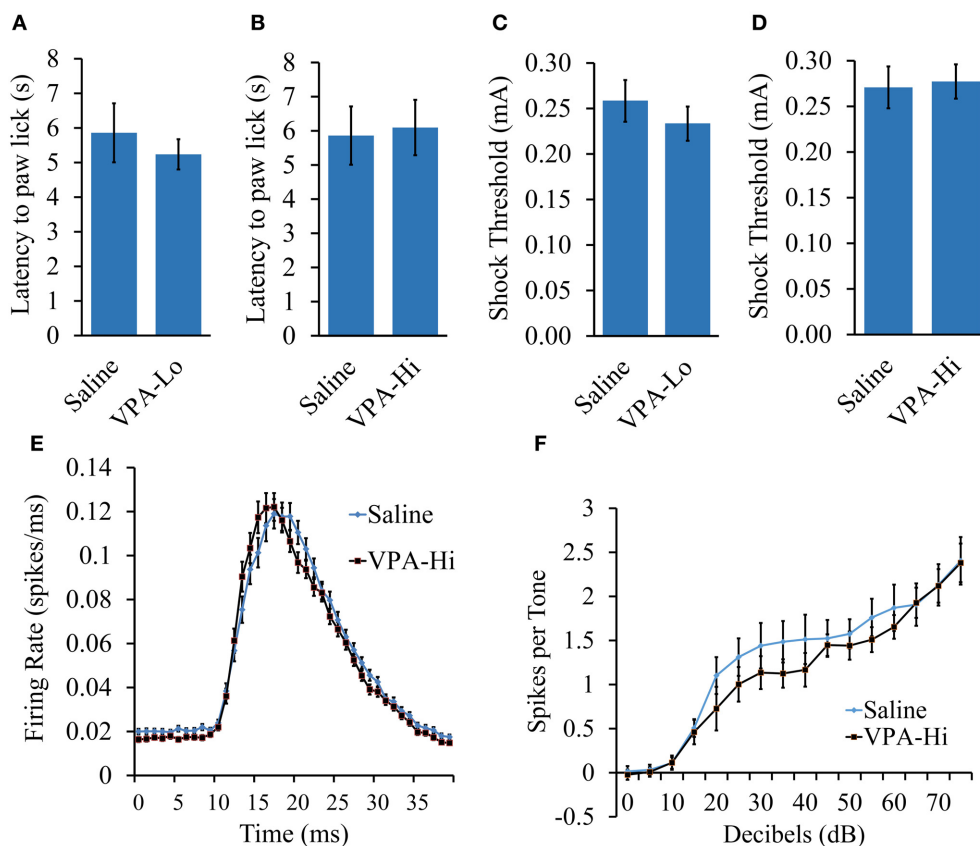 A
Latency to paw lick (s)
8
7
6
5
4
3
2
1
0
Saline
VPA-Lo
B
Latency to paw lick (s)
8
7
6
5
4
3
2
1
0
Saline
VPA-Hi
C
Shock Threshold (mA)
0.30
0.25
0.20
0.15
0.10
0.05
0.00
Saline
VPA-Lo
D
Shock Threshold (mA)
0.30
0.25
0.20
0.15
0.10
0.05
0.00
Saline
VPA-Hi
E
Firing Rate (spikes/ms)
0.14
0.12
0.1
0.08
0.06
0.04
0.02
0
Saline
VPA-Hi
0 5 10 15 20 25 30 35
Time (ms)
F
Spikes per Tone
3
2.5
2
1.5
1
0.5
0
-0.5
Saline
VPA-Hi
0 10 20 30 40 50 60 70
Decibels (dB)